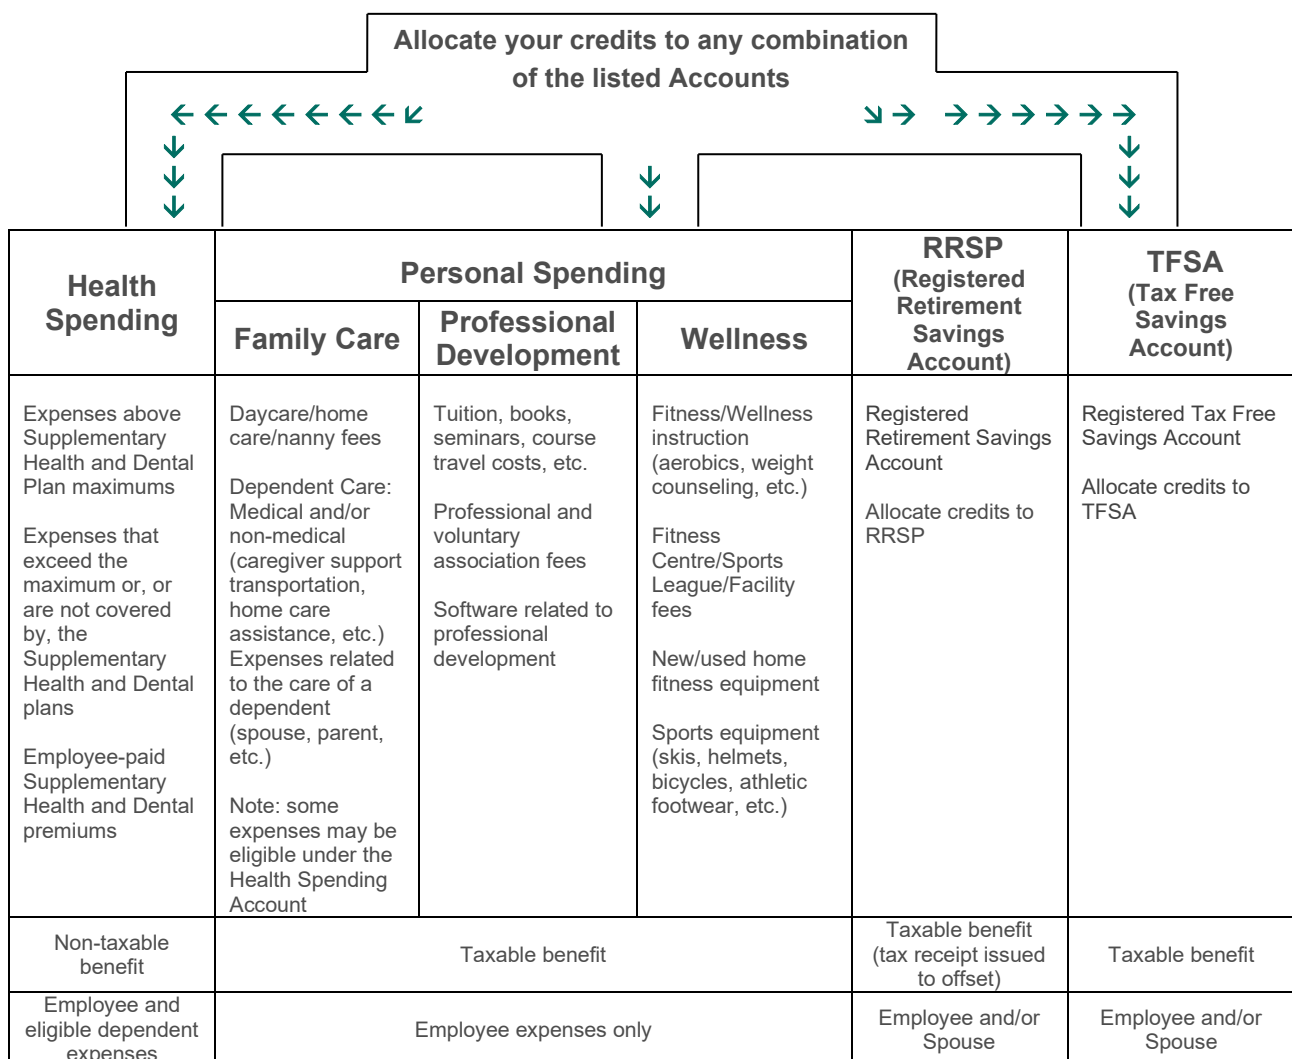 Allocate your credits to any combination
of the listed Accounts
Health
Spending
Personal Spending
Family Care
Professional
Development
Wellness
RRSP
(Registered
Retirement
Savings
Account)
TFSA
(Tax Free
Savings
Account)
Expenses above
Supplementary
Health and Dental
Plan maximums
Expenses that
exceed the
maximum or, or
are not covered
by, the
Supplementary
Health and Dental
plans
Employee-paid
Supplementary
Health and Dental
premiums
Daycare/home
care/nanny fees
Dependent Care:
Medical and/or
non-medical
(caregiver support
transportation,
home care
assistance, etc.)
Expenses related
to the care of a
dependent
(spouse, parent,
etc.)
Note: some
expenses may be
eligible under the
Health Spending
Account
Tuition, books,
seminars, course
travel costs, etc.
Professional and
voluntary
association fees
Software related to
professional
development
Fitness/Wellness
instruction
(aerobics, weight
counseling, etc.)
Fitness
Centre/Sports
League/Facility
fees
New/used home
fitness equipment
Sports equipment
(skis, helmets,
bicycles, athletic
footwear, etc.)
Registered
Retirement Savings
Account
Allocate credits to
RRSP
Registered Tax Free
Savings Account
Allocate credits to
TFSA
Non-taxable
benefit
Taxable benefit
Taxable benefit
(tax receipt issued
to offset)
Taxable benefit
Employee and
eligible dependent
expenses
Employee expenses only
Employee and/or
Spouse
Employee and/or
Spouse